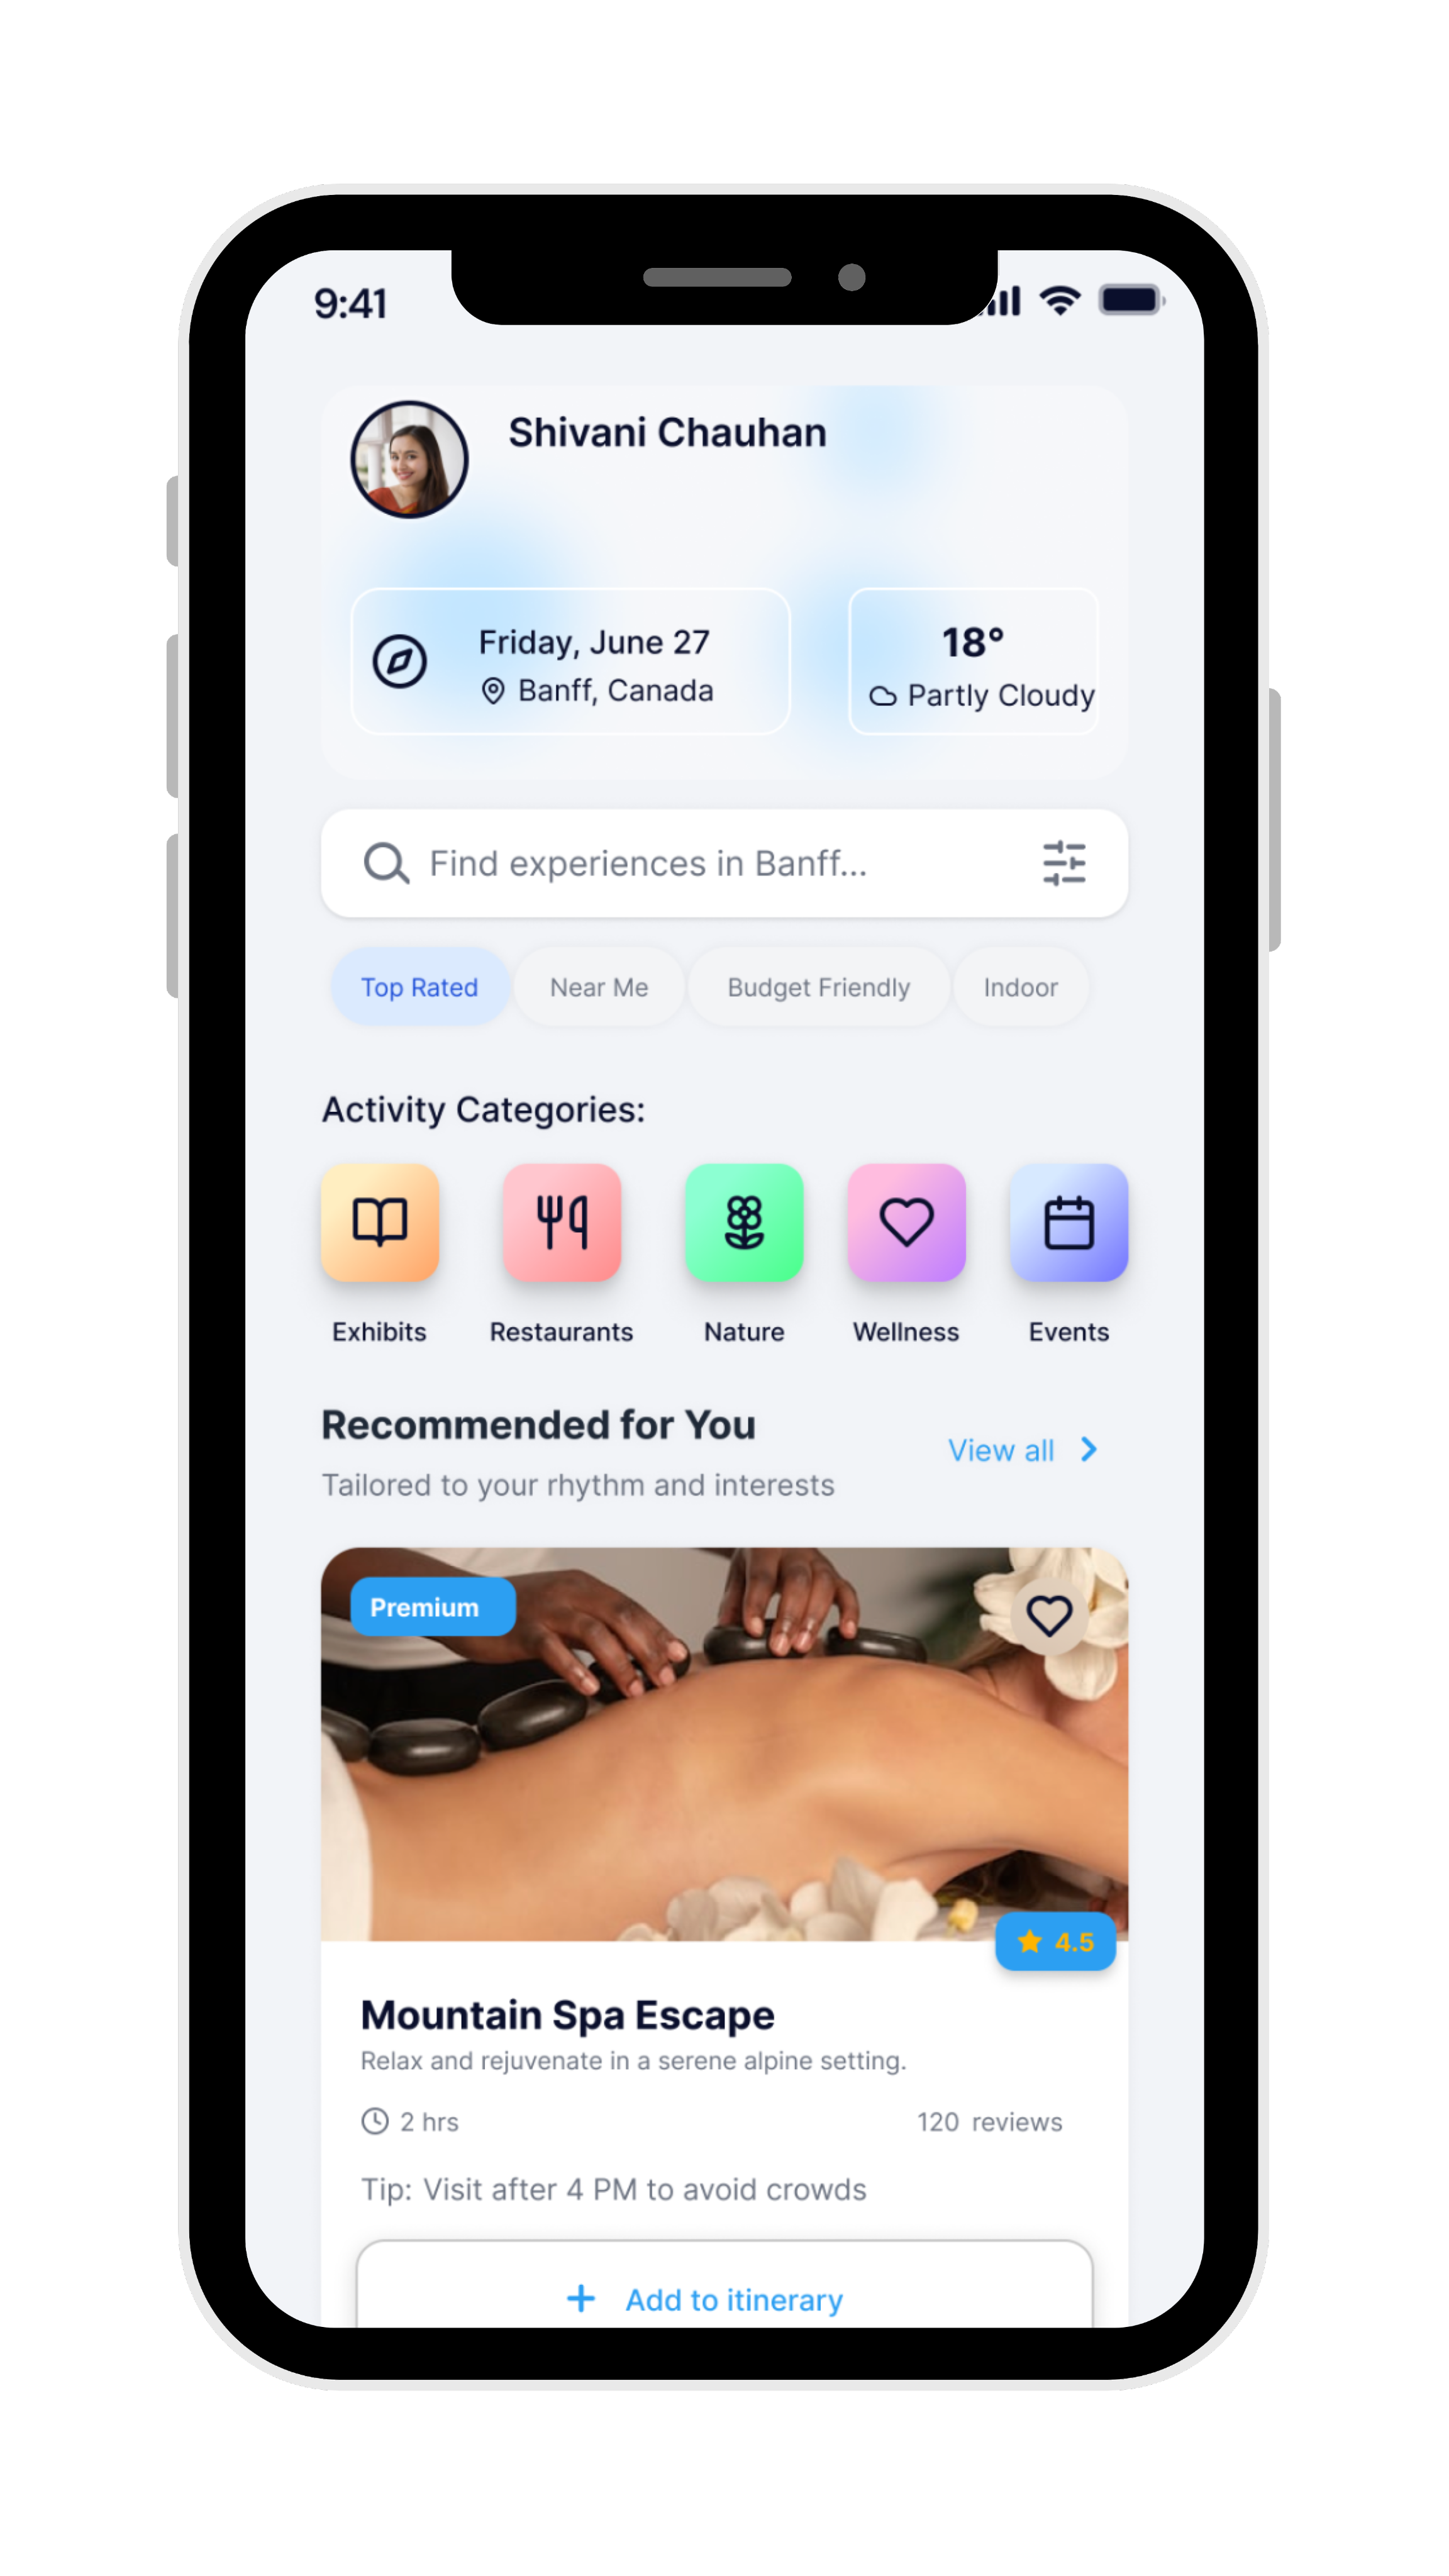 9:41
Shivani Chauhan
Friday, June 27
Banff, Canada
18°
Partly Cloudy
Find experiences in Banff...
Top Rated
Near Me
Budget Friendly
Indoor
Activity Categories:
Exhibits
Restaurants
Nature
Wellness
Events
Recommended for You
View all
Tailored to your rhythm and interests
Premium
4.5
Mountain Spa Escape
Relax and rejuvenate in a serene alpine setting.
2 hrs
120 reviews
Tip: Visit after 4 PM to avoid crowds
+ Add to itinerary